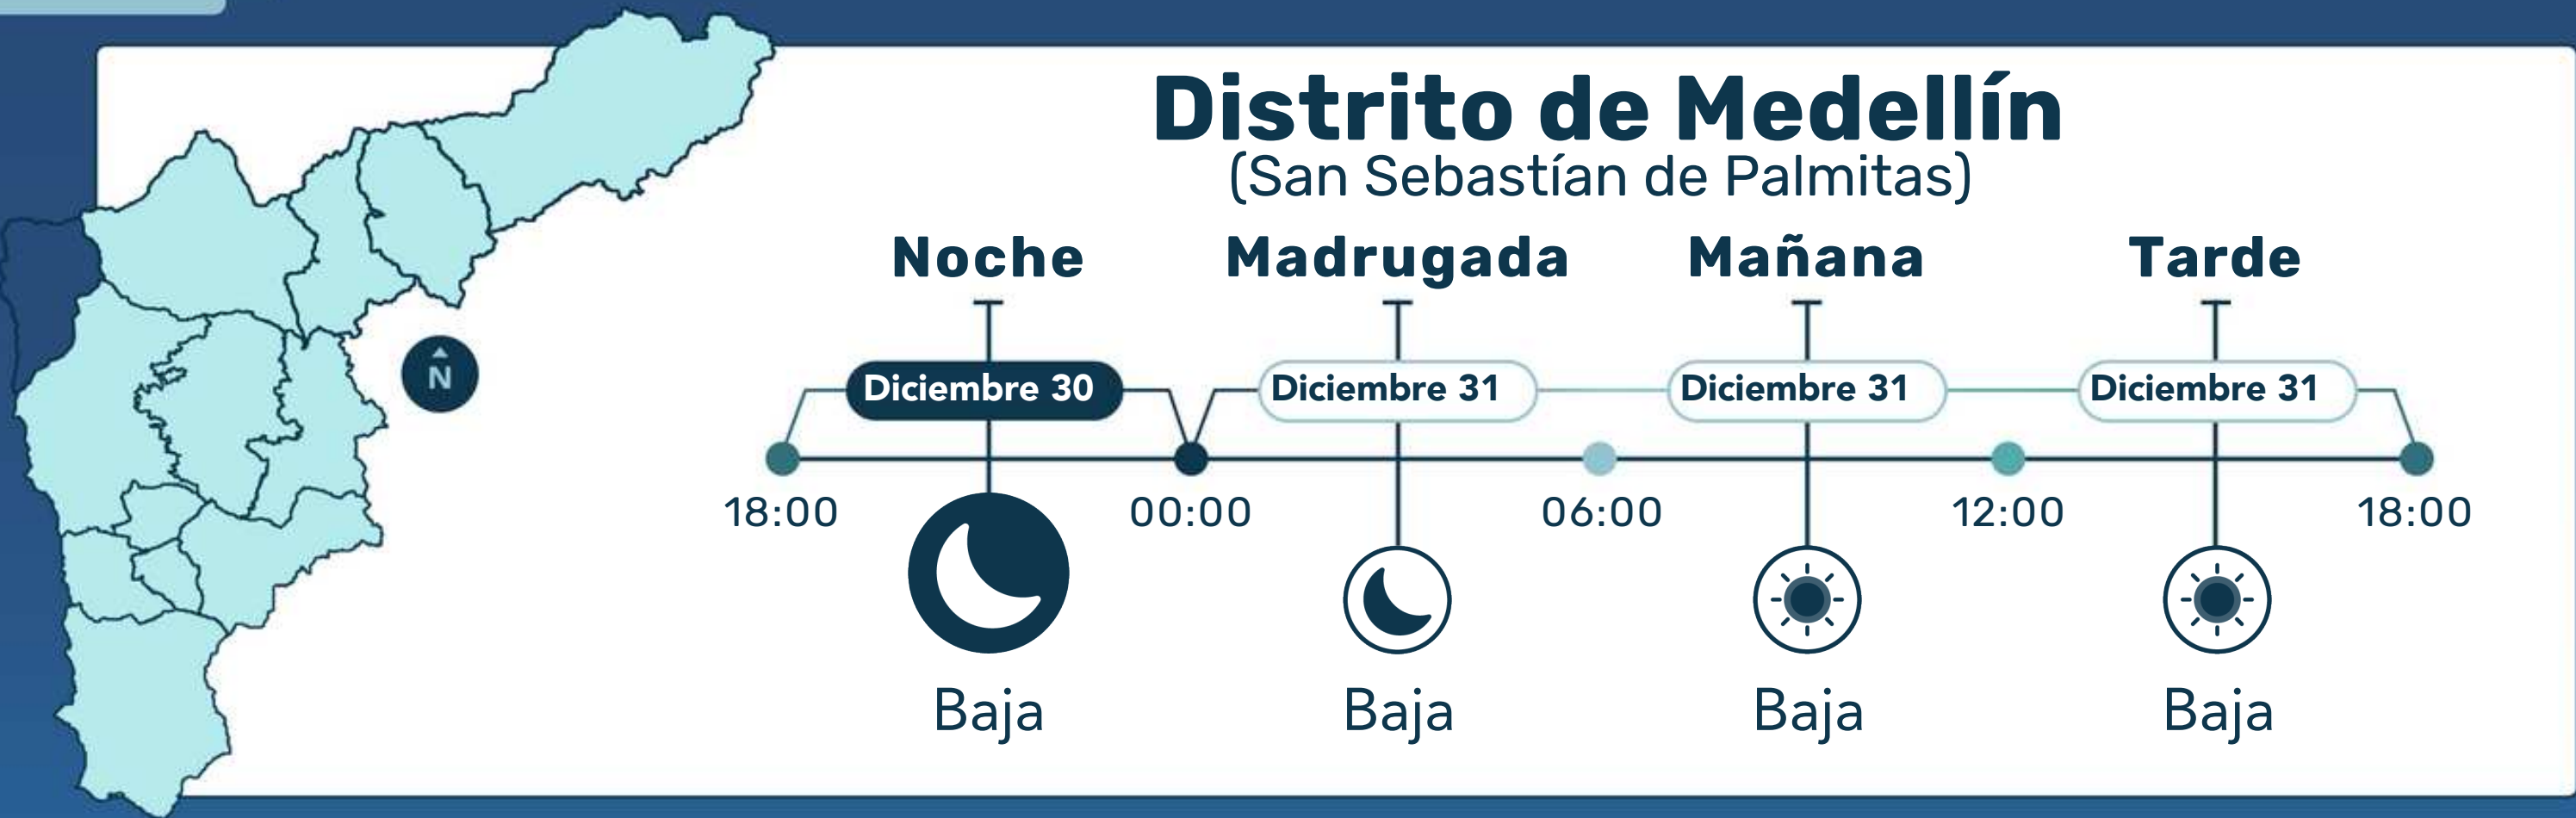 Distrito de Medellín
(San Sebastían de Palmitas)
Noche Madrugada Mañana Tarde
N
Diciembre 30 Diciembre 31 Diciembre 31 Diciembre 31
18:00 00:00 06:00 12:00 18:00
Baja Baja Baja Baja